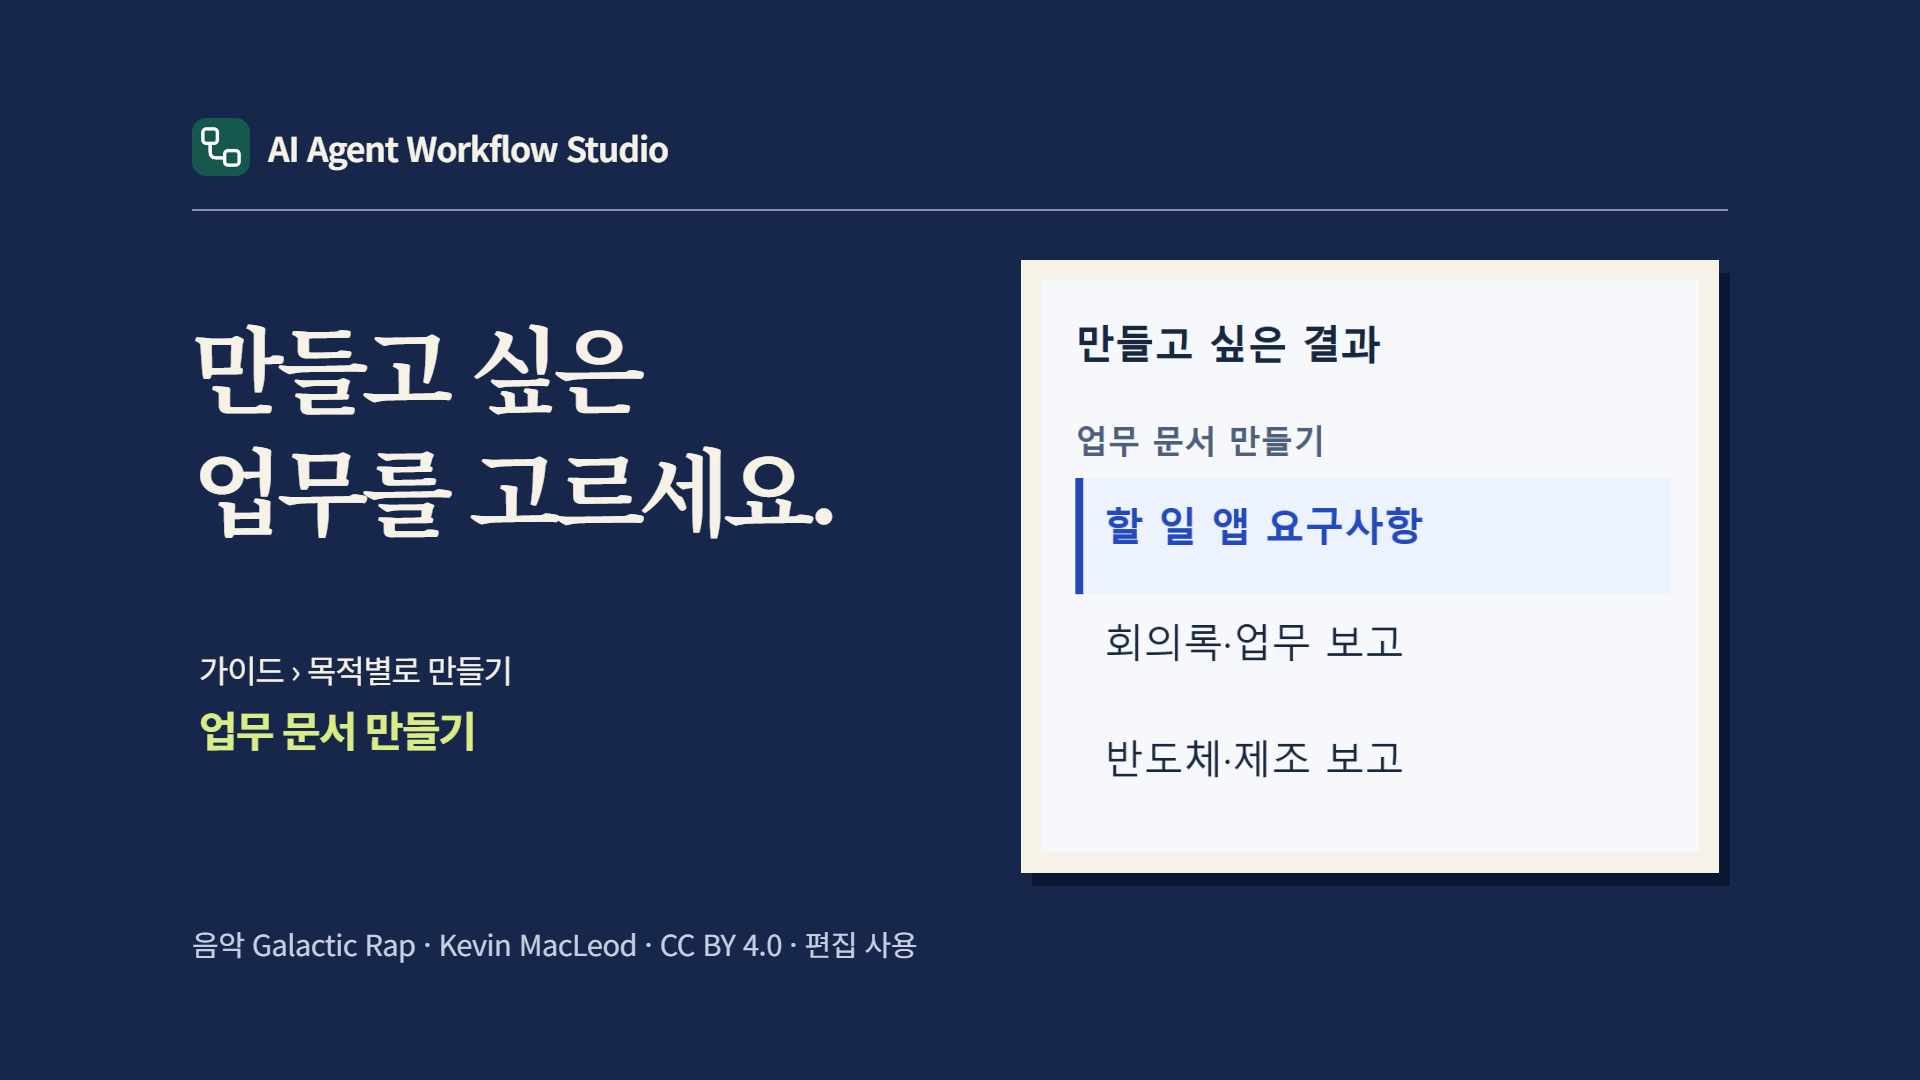 AI Agent Workflow Studio
만들고 싶은
업무를 고르세요.
가이드 › 목적별로 만들기
업무 문서 만들기
만들고 싶은 결과
업무 문서 만들기
할 일 앱 요구사항
회의록·업무 보고
반도체·제조 보고
음악 Galactic Rap · Kevin MacLeod · CC BY 4.0 · 편집 사용